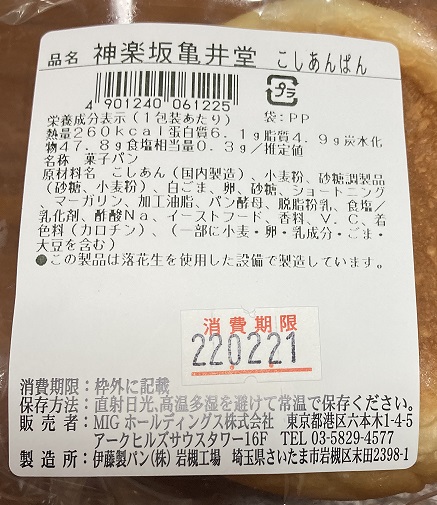 品名 神楽坂亀井堂 こしあんぱん
4 901240 061225
プラ
栄養成分表示(1包装あたり) 袋:PP
熱量260kcal蛋白質6.1g脂質4.9g炭水化
物47.8g食塩相当量0.3g/推定値
名称 菓子パン
原材料名 こしあん(国内製造)、小麦粉、砂糖調製品
(砂糖、小麦粉)、白ごま、卵、砂糖、ショートニング
、マーガリン、加工油脂、パン酵母、脱脂粉乳、食塩/
乳化剤、酢酸Na、イーストフード、香料、V.C、着
色料(カロチン)、(一部に小麦・卵・乳成分・ごま・
大豆を含む)
●この製品は落花生を使用した設備で製造しています。
消費期限
220221
消費期限:枠外に記載
保存方法:直射日光、高温多湿を避けて常温で保存ください。
販売者:MIG ホールディングス株式会社 東京都港区六本木1-4-5
アークヒルズサウスタワー16F TEL 03-5829-4577
製造所:伊藤製パン(株) 岩槻工場 埼玉県さいたま市岩槻区末田2398-1